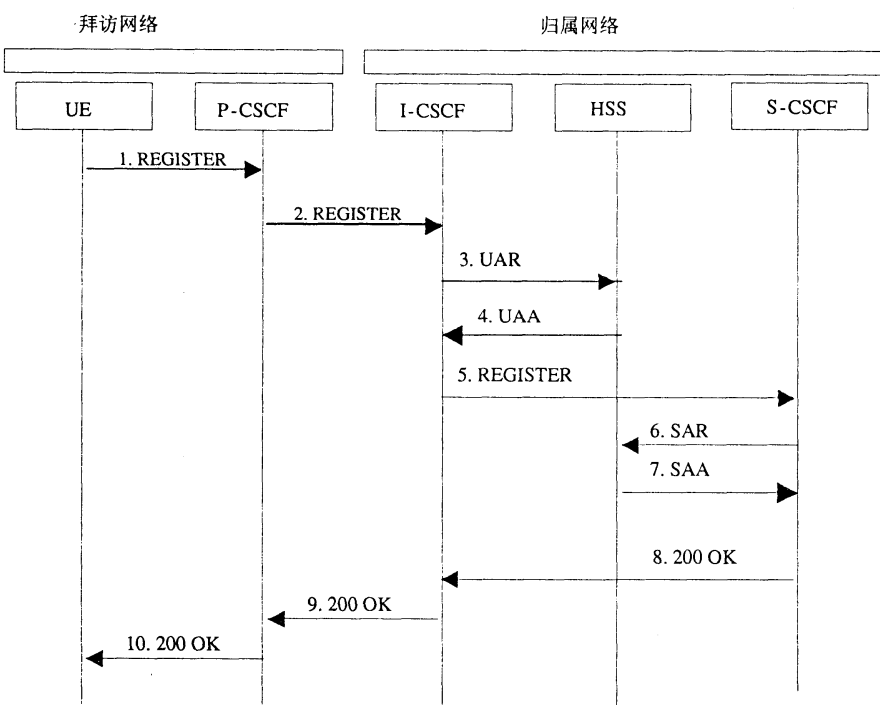 拜访网络
归属网络
UE
P-CSCF
I-CSCF
HSS
S-CSCF
1. REGISTER
2. REGISTER
3. UAR
4. UAA
5. REGISTER
6. SAR
7. SAA
8. 200 OK
9. 200 OK
10. 200 OK